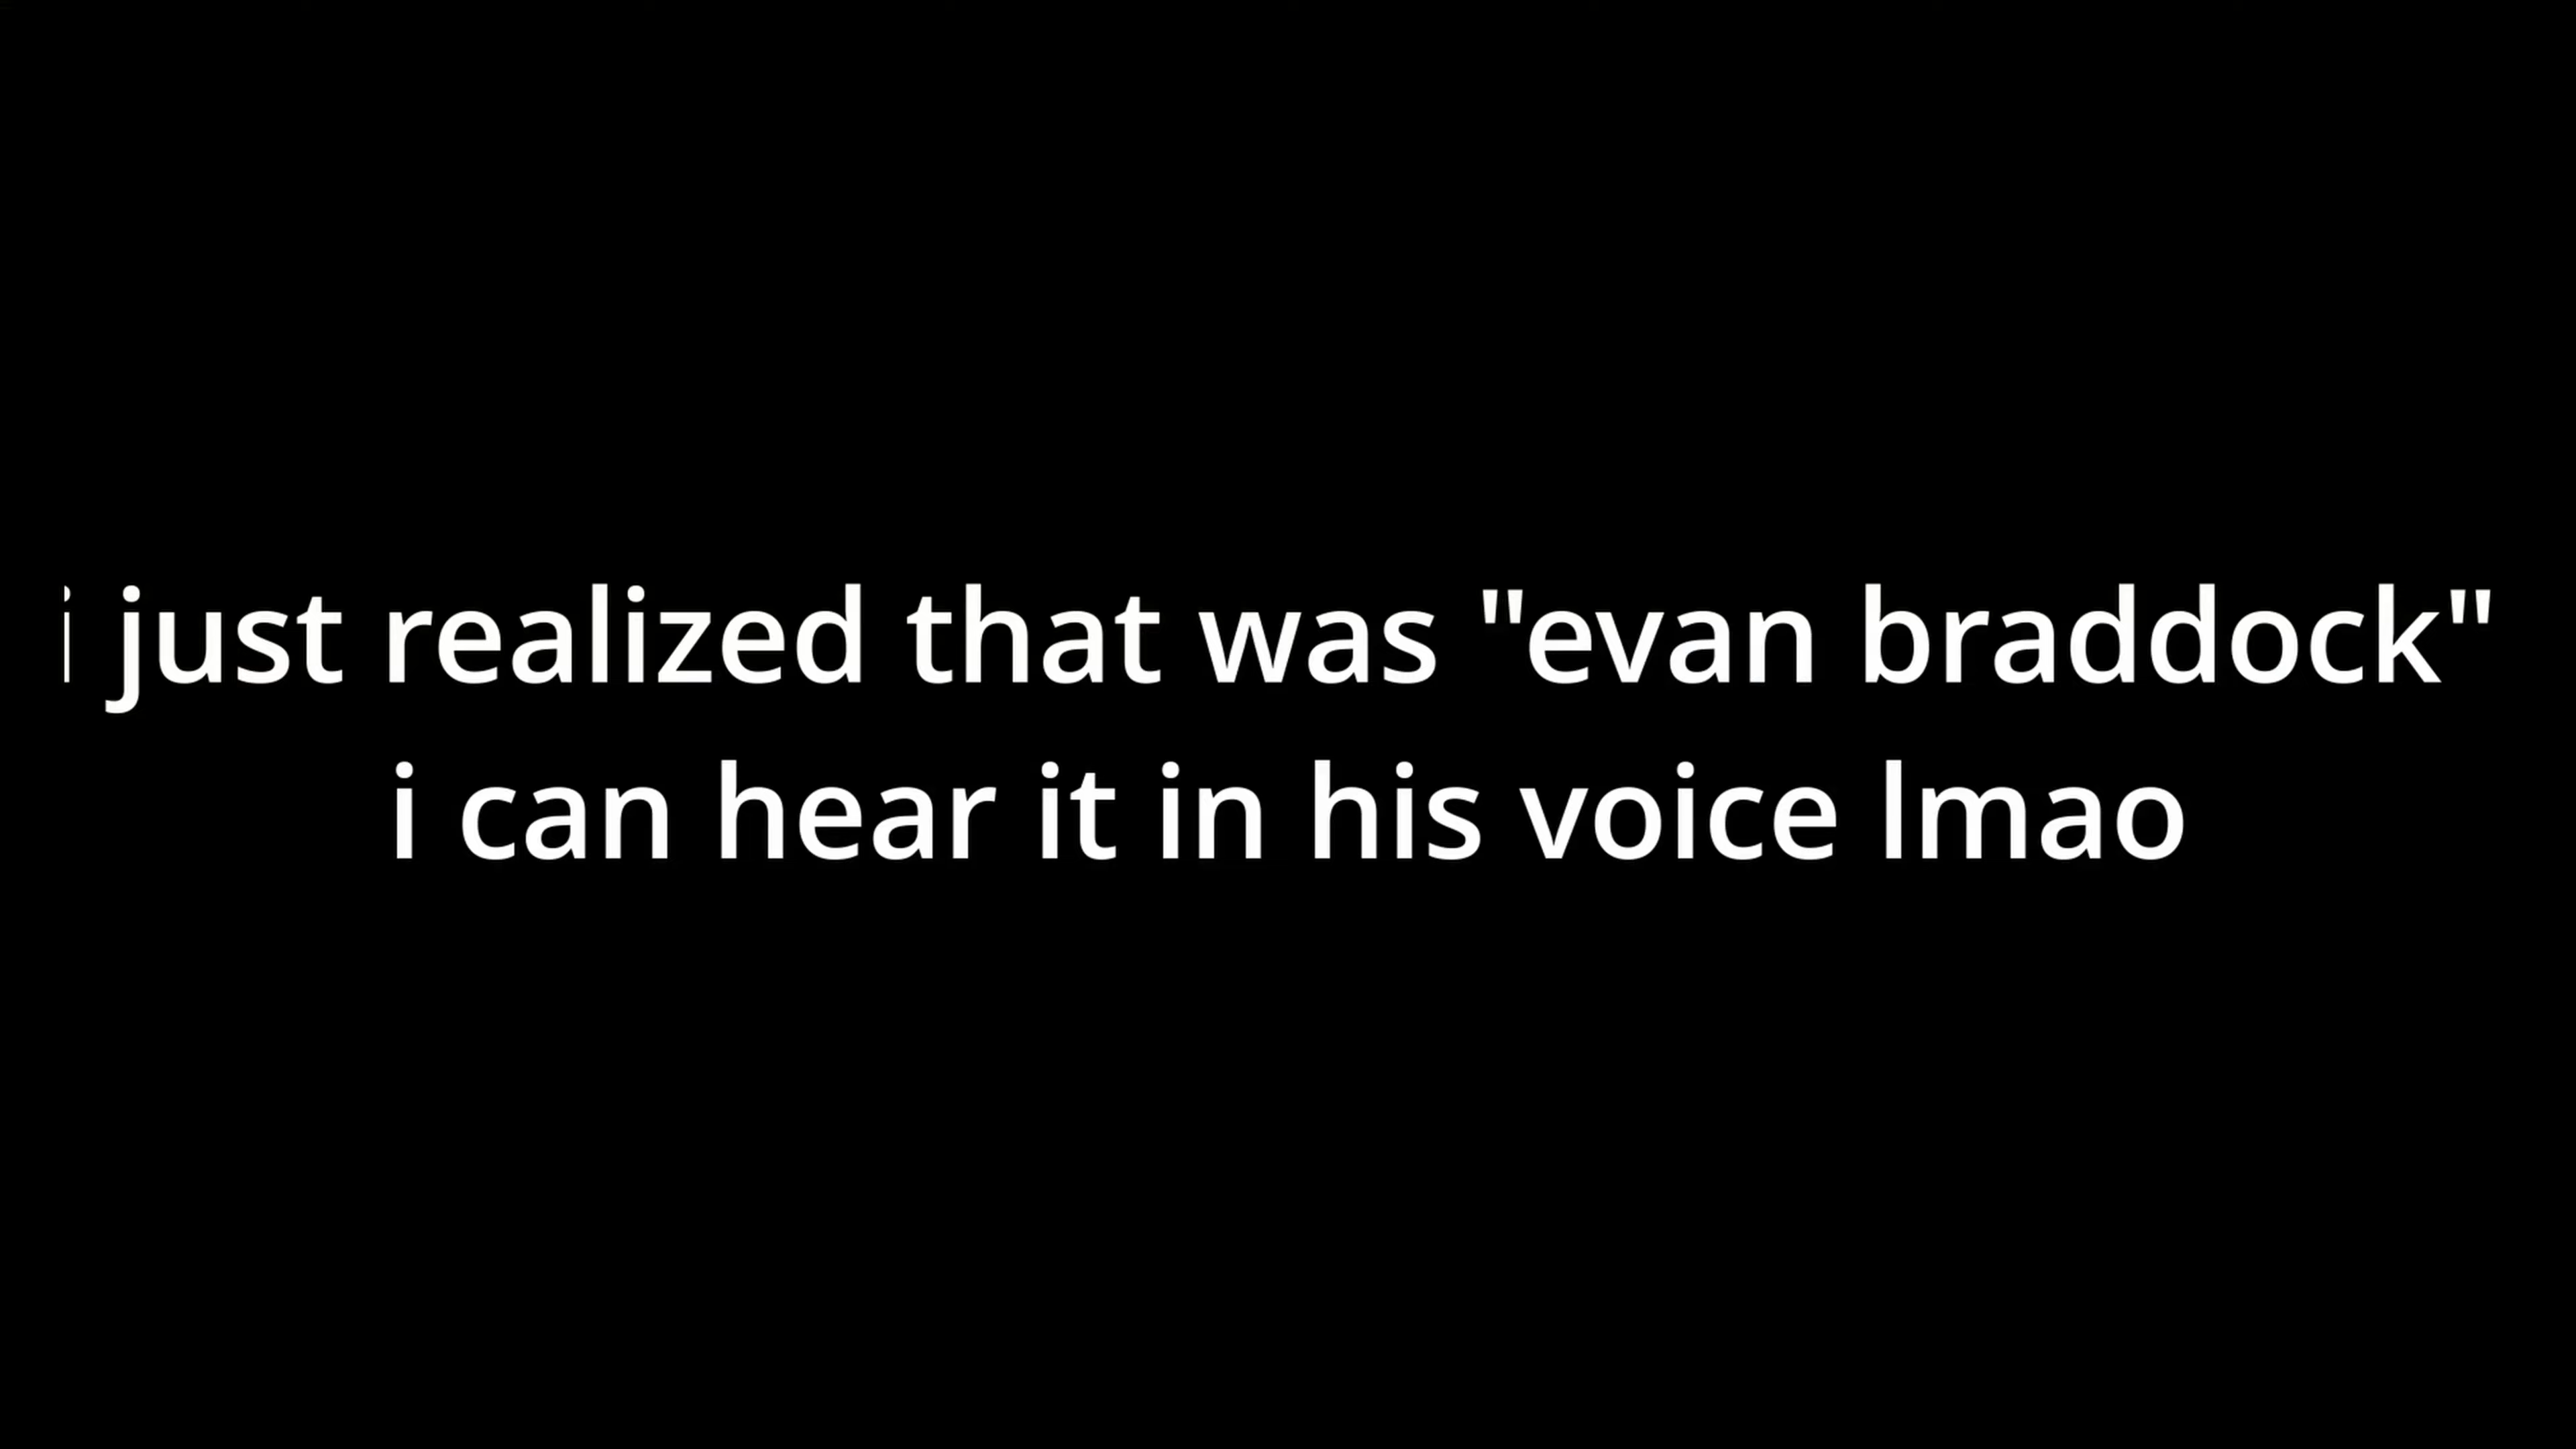 i just realized that was "evan braddock"
i can hear it in his voice lmao